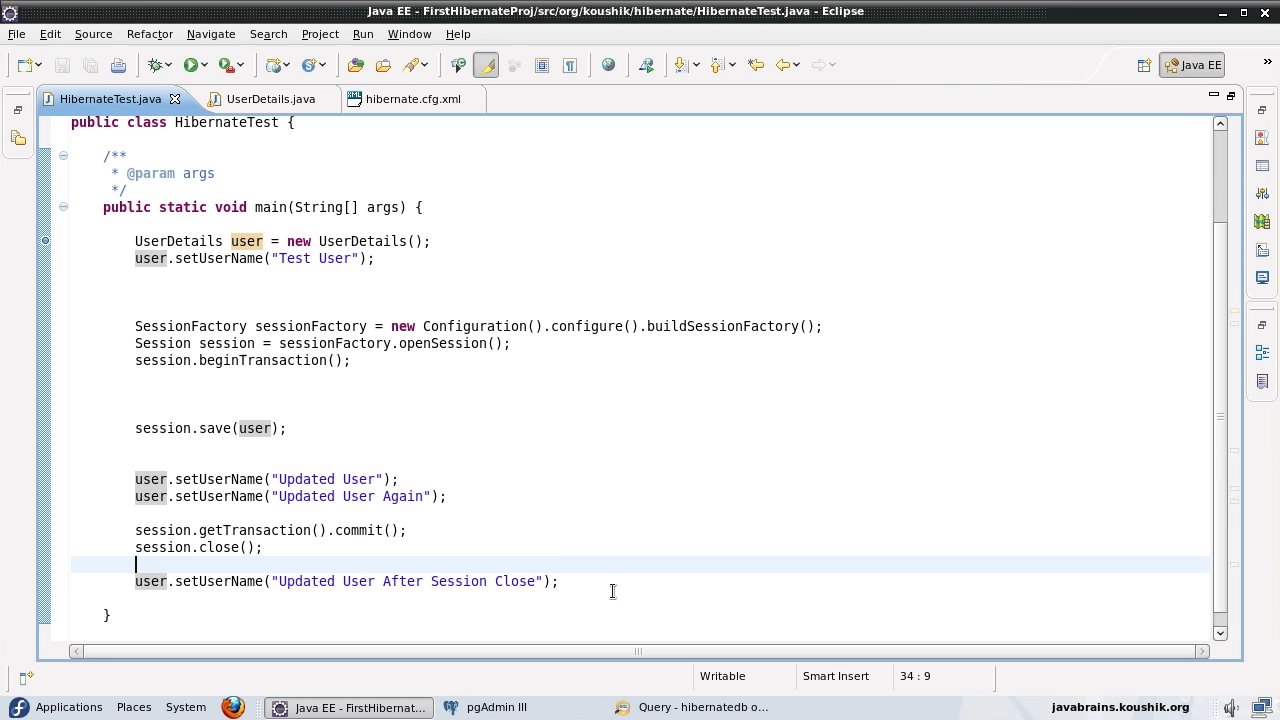 Java EE - FirstHibernateProj/src/org/koushik/hibernate/HibernateTest.java - Eclipse
File Edit Source Refactor Navigate Search Project Run Window Help
Java EE
HibernateTest.java UserDetails.java hibernate.cfg.xml
public class HibernateTest {
/**
* @param args
*/
public static void main(String[] args) {
UserDetails user = new UserDetails();
user.setUserName("Test User");
SessionFactory sessionFactory = new Configuration().configure().buildSessionFactory();
Session session = sessionFactory.openSession();
session.beginTransaction();
session.save(user);
user.setUserName("Updated User");
user.setUserName("Updated User Again");
session.getTransaction().commit();
session.close();
user.setUserName("Updated User After Session Close");
}
Writable Smart Insert 34 : 9
Applications Places System Java EE - FirstHibernat... pgAdmin III Query - hibernatedb o... javabrains.koushik.org